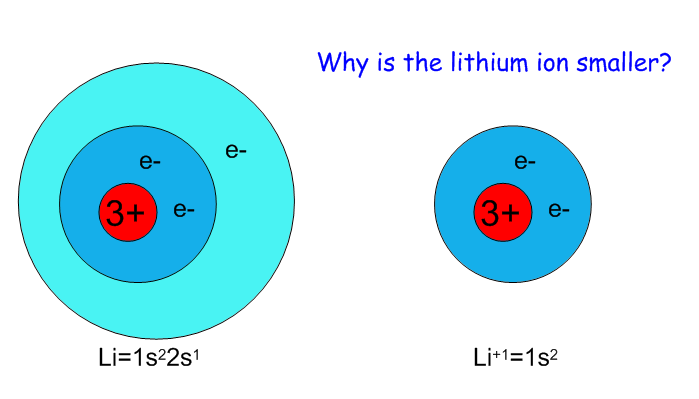 Why is the lithium ion smaller?
e-
e-
e-
3+
e-
e-
3+
Li=1s²2s¹
Li⁺¹=1s²